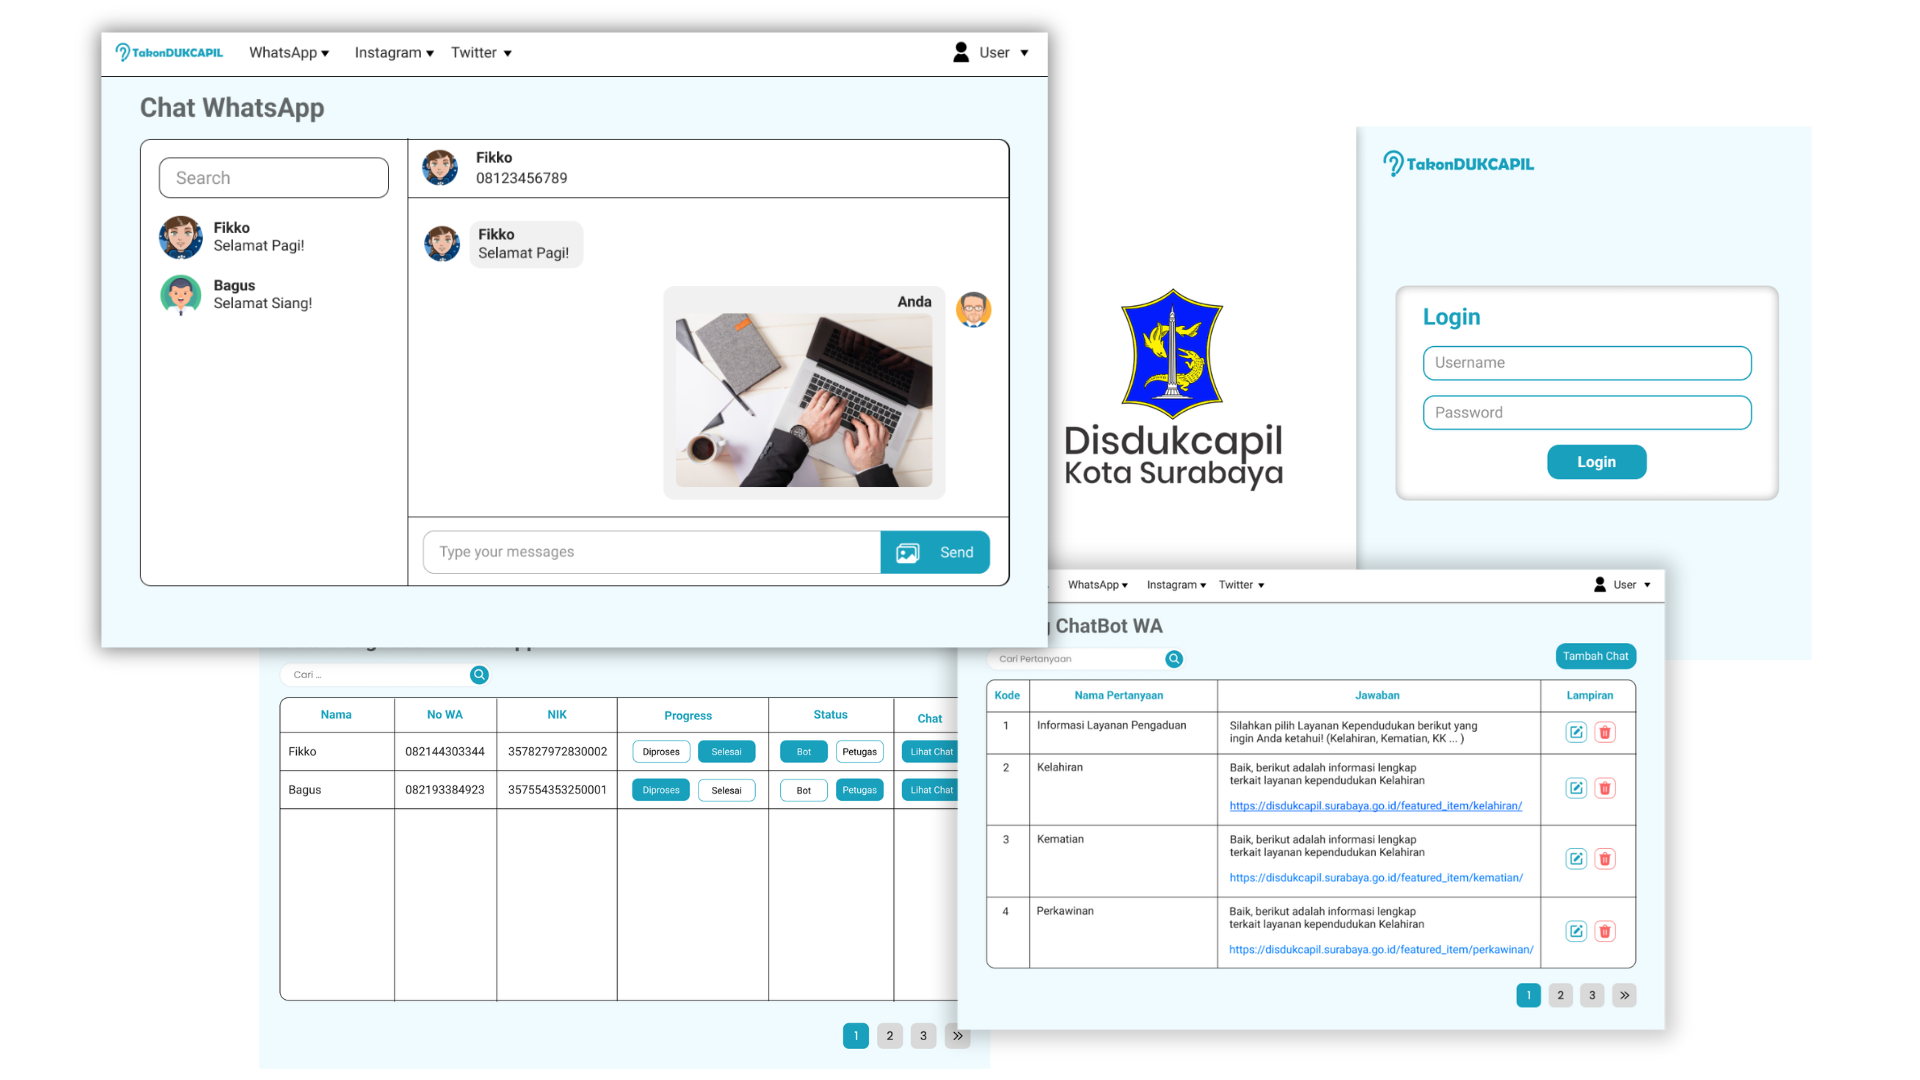 TakonDUKCAPIL
WhatsApp
Instagram
Twitter
User
Chat WhatsApp
Search
Fikko
Selamat Pagi!
Bagus
Selamat Siang!
Fikko
08123456789
Fikko
Selamat Pagi!
Anda
Type your messages
Send
Disdukcapil
Kota Surabaya
TakonDUKCAPIL
Login
Username
Password
Login
Cari ...
Nama No WA NIK Progress Status Chat
Fikko 082144303344 357827972830002 Diproses Selesai Bot Petugas Lihat Chat
Bagus 082193384923 357554353250001 Diproses Selesai Bot Petugas Lihat Chat
1 2 3 »
WhatsApp
Instagram
Twitter
User
ChatBot WA
Cari Pertanyaan
Tambah Chat
Kode Nama Pertanyaan Jawaban Lampiran
1 Informasi Layanan Pengaduan Silahkan pilih Layanan Kependudukan berikut yang
ingin Anda ketahui! (Kelahiran, Kematian, KK ... )
2 Kelahiran Baik, berikut adalah informasi lengkap
terkait layanan kependudukan Kelahiran
https://disdukcapil.surabaya.go.id/featured_item/kelahiran/
3 Kematian Baik, berikut adalah informasi lengkap
terkait layanan kependudukan Kelahiran
https://disdukcapil.surabaya.go.id/featured_item/kematian/
4 Perkawinan Baik, berikut adalah informasi lengkap
terkait layanan kependudukan Kelahiran
https://disdukcapil.surabaya.go.id/featured_item/perkawinan/
1 2 3 »